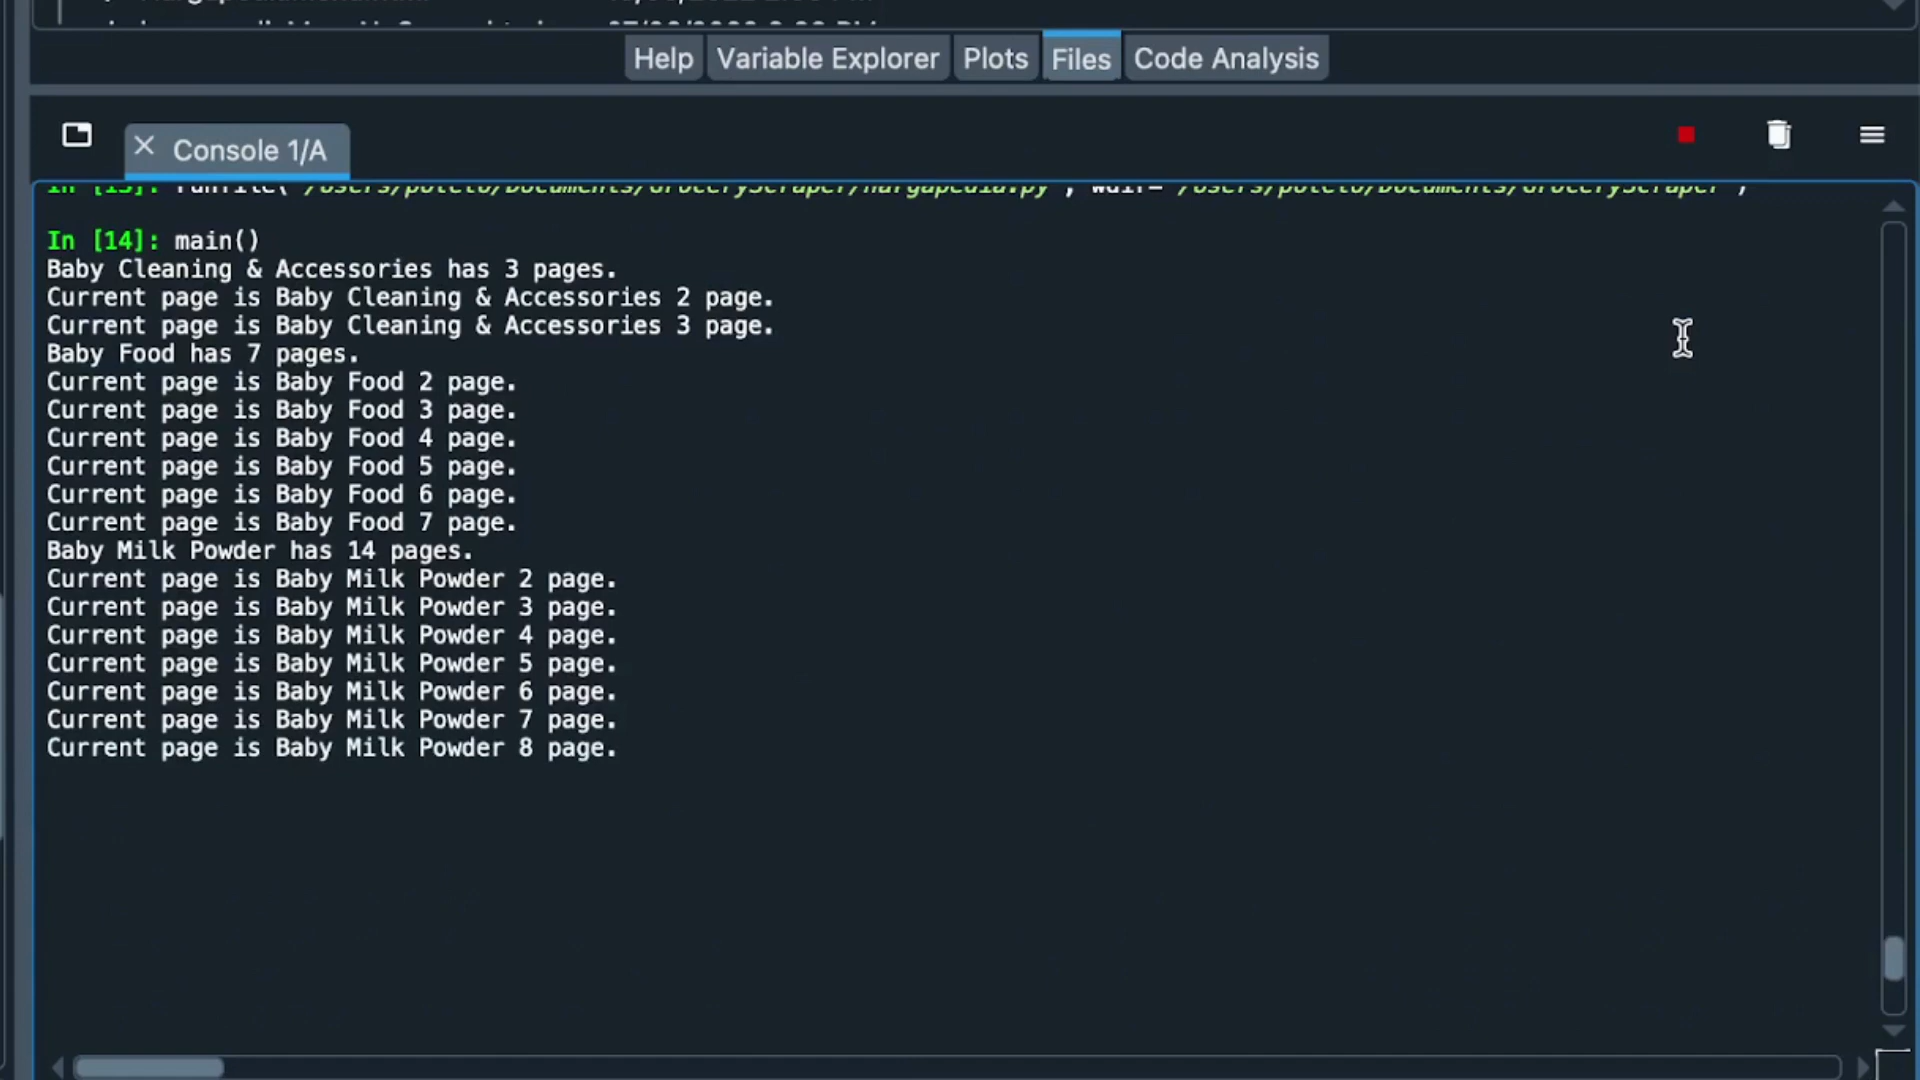 Help Variable Explorer Plots Files Code Analysis
Console 1/A
In [14]: main()
Baby Cleaning & Accessories has 3 pages.
Current page is Baby Cleaning & Accessories 2 page.
Current page is Baby Cleaning & Accessories 3 page.
Baby Food has 7 pages.
Current page is Baby Food 2 page.
Current page is Baby Food 3 page.
Current page is Baby Food 4 page.
Current page is Baby Food 5 page.
Current page is Baby Food 6 page.
Current page is Baby Food 7 page.
Baby Milk Powder has 14 pages.
Current page is Baby Milk Powder 2 page.
Current page is Baby Milk Powder 3 page.
Current page is Baby Milk Powder 4 page.
Current page is Baby Milk Powder 5 page.
Current page is Baby Milk Powder 6 page.
Current page is Baby Milk Powder 7 page.
Current page is Baby Milk Powder 8 page.